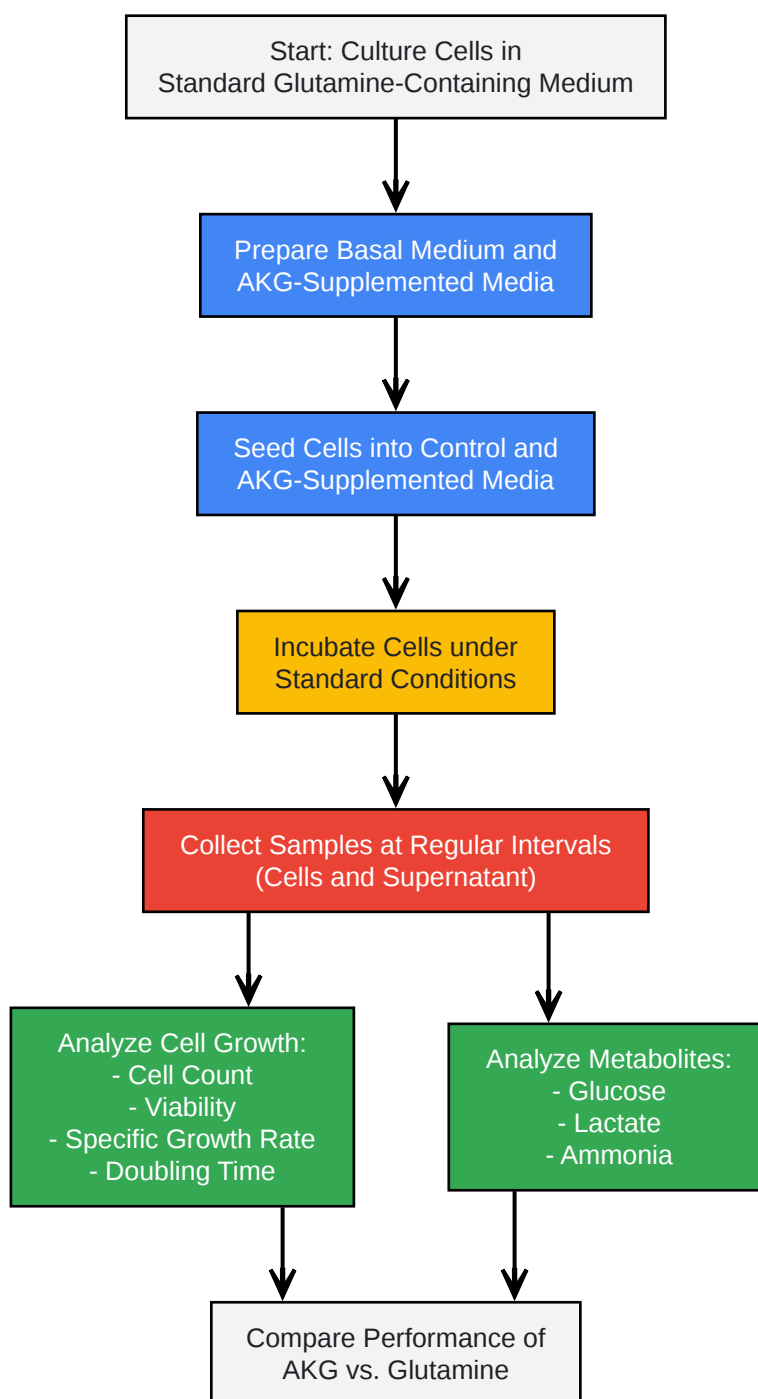 Start: Culture Cells in
Standard Glutamine-Containing Medium
Prepare Basal Medium and
AKG-Supplemented Media
Seed Cells into Control and
AKG-Supplemented Media
Incubate Cells under
Standard Conditions
Collect Samples at Regular Intervals
(Cells and Supernatant)
Analyze Cell Growth:
- Cell Count
- Viability
- Specific Growth Rate
- Doubling Time
Analyze Metabolites:
- Glucose
- Lactate
- Ammonia
Compare Performance of
AKG vs. Glutamine